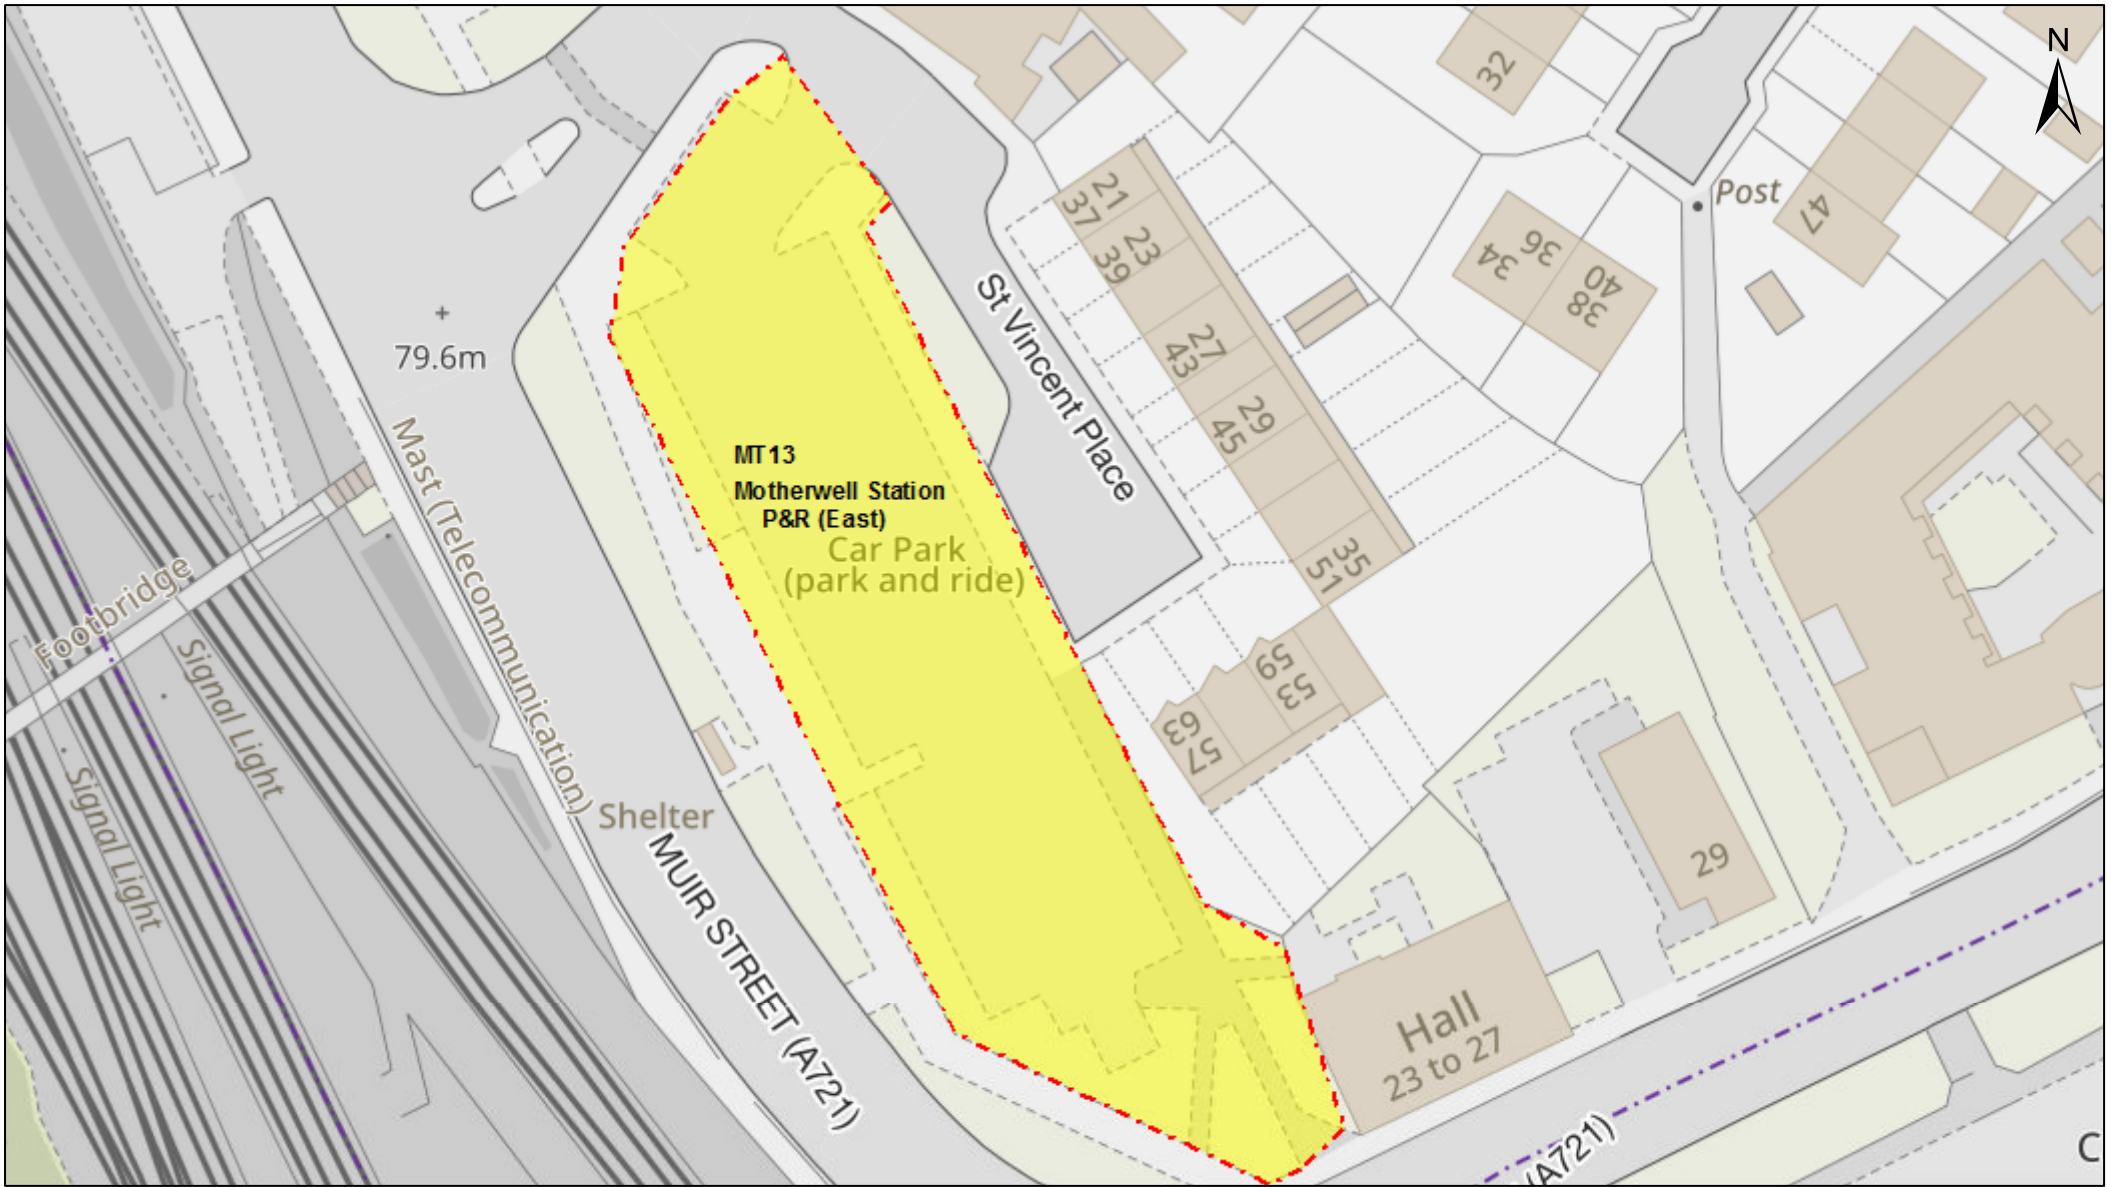 N
32
Post
47
21
37
23
39
36
34
40
38
79.6m
St Vincent Place
27
43
29
45
MT13
Motherwell Station
P&R (East)
Car Park
(park and ride)
Mast (Telecommunication)
Footbridge
35
51
Signal Light
59
53
63
57
Signal Light
Shelter
MUIR STREET (A721)
29
Hall
23 to 27
(A721)
C